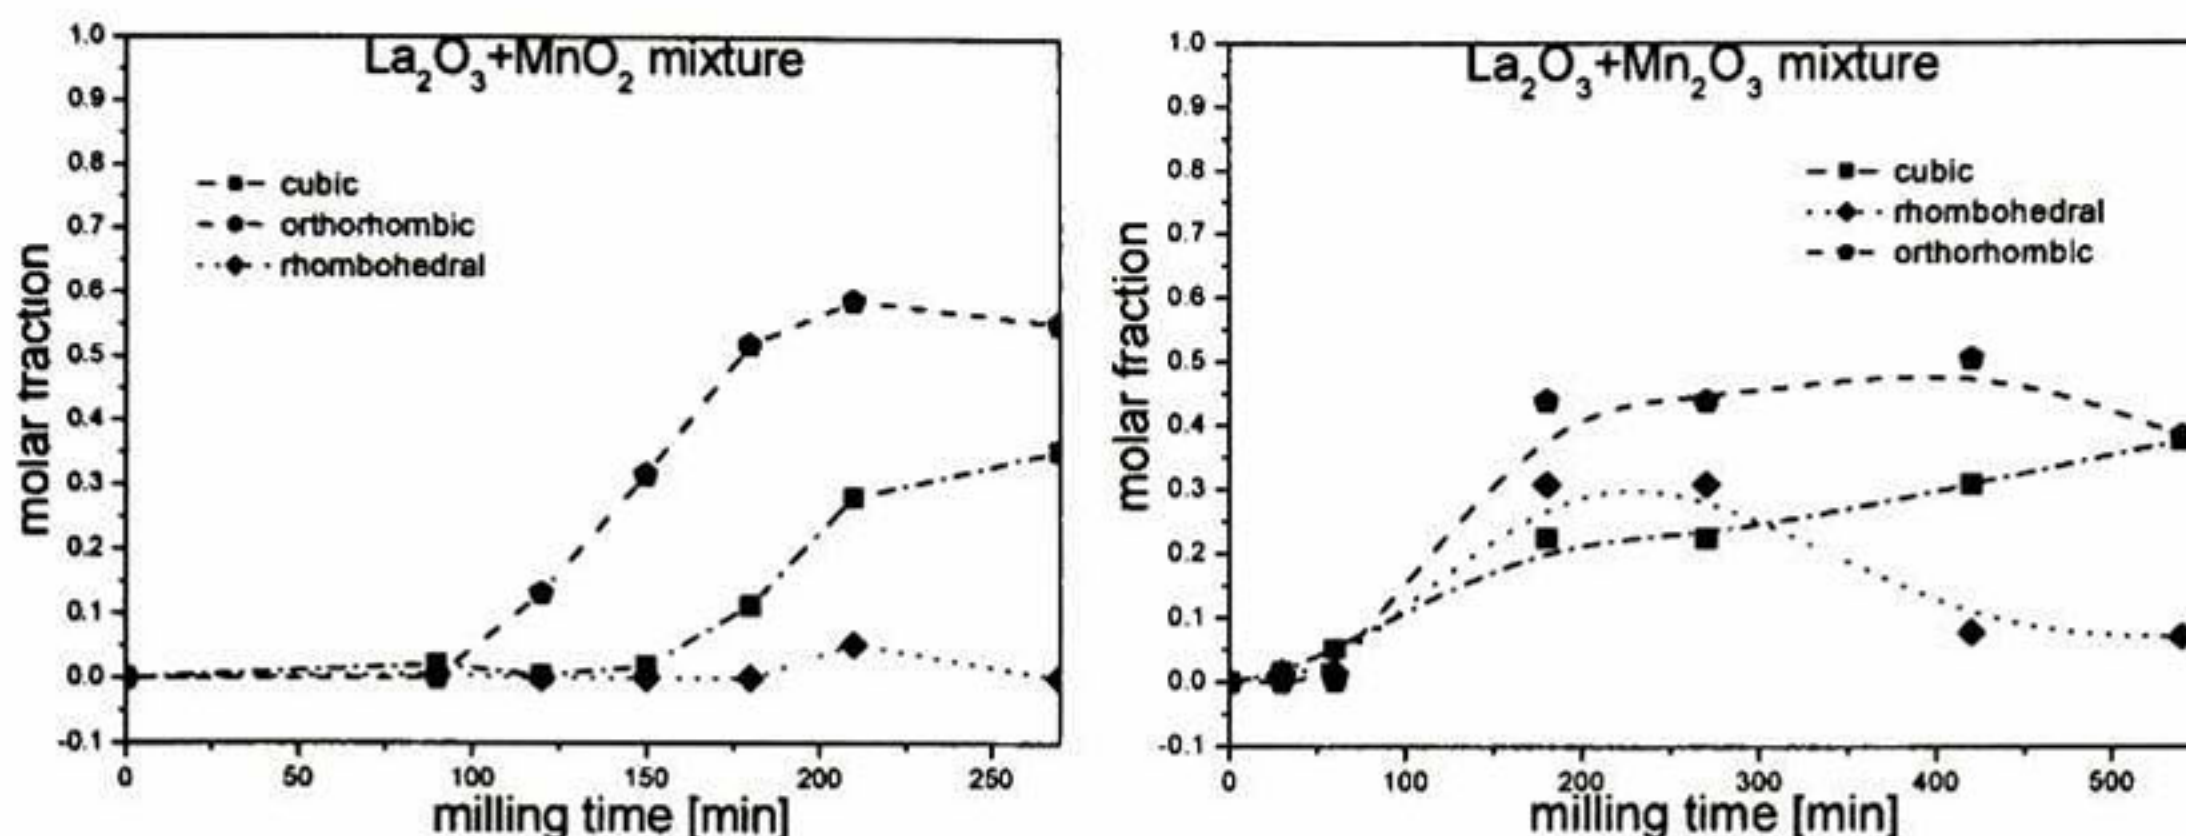 La₂O₃+MnO₂ mixture
cubic
orthorhombic
rhombohedral
molar fraction
1.0
0.9
0.8
0.7
0.6
0.5
0.4
0.3
0.2
0.1
0.0
-0.1
0 50 100 150 200 250
milling time [min]
La₂O₃+Mn₂O₃ mixture
cubic
rhombohedral
orthorhombic
molar fraction
1.0
0.9
0.8
0.7
0.6
0.5
0.4
0.3
0.2
0.1
0.0
-0.1
0 100 200 300 400 500
milling time [min]